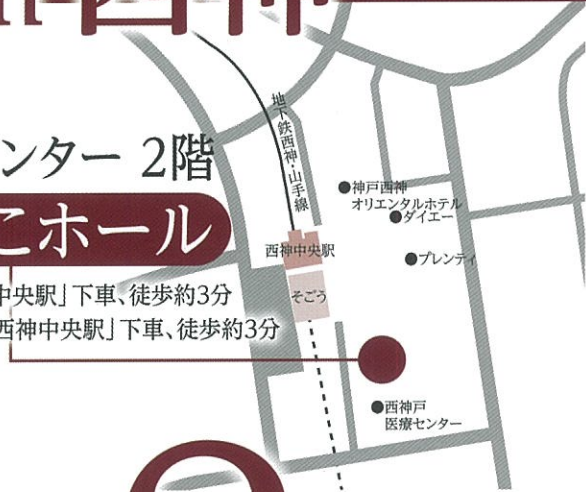 in西神
地下鉄西神・山手線
ンター 2階
こホール
中央駅」下車、徒歩約3分
西神中央駅」下車、徒歩約3分
●神戸西神
オリエンタルホテル
●ダイエー
西神中央駅
●プレンティ
そごう
●西神戸
医療センター